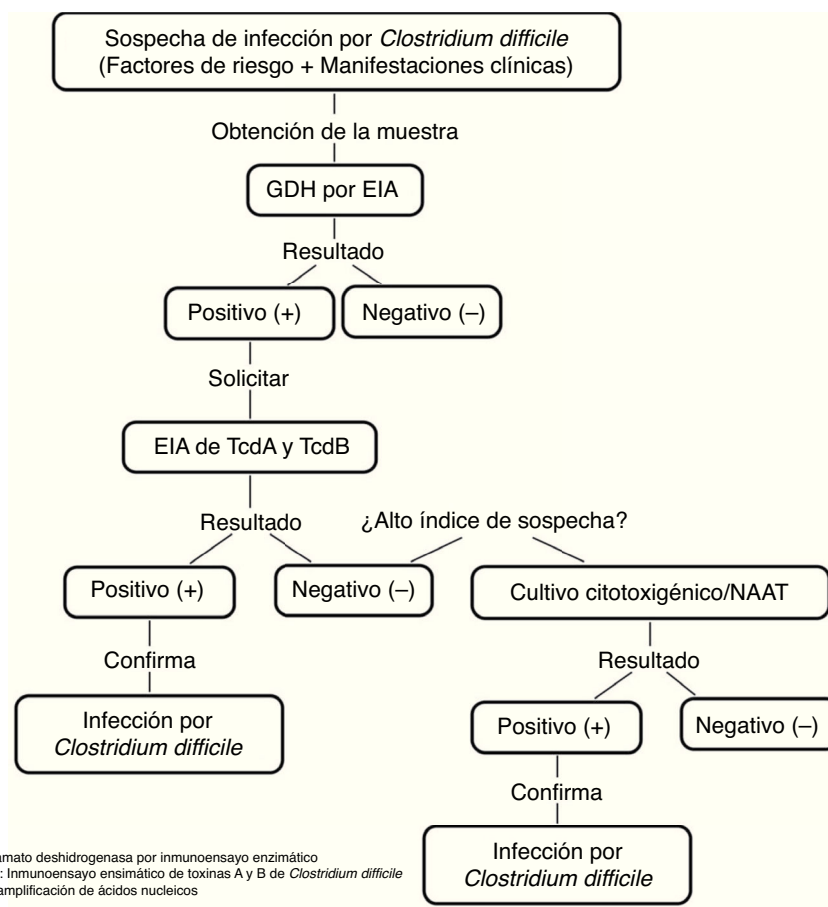 Sospecha de infección por Clostridium difficile
(Factores de riesgo + Manifestaciones clínicas)
Obtención de la muestra
GDH por EIA
Resultado
Positivo (+)
Negativo (–)
Solicitar
EIA de TcdA y TcdB
Resultado
¿Alto índice de sospecha?
Positivo (+)
Negativo (–)
Cultivo citotoxigénico/NAAT
Confirma
Resultado
Infección por
Clostridium difficile
Positivo (+)
Negativo (–)
Confirma
Infección por
Clostridium difficile
deshidrogenasa por inmunoensayo enzimático
: Inmunoensayo ensimático de toxinas A y B de Clostridium difficile
amplificación de ácidos nucleicos